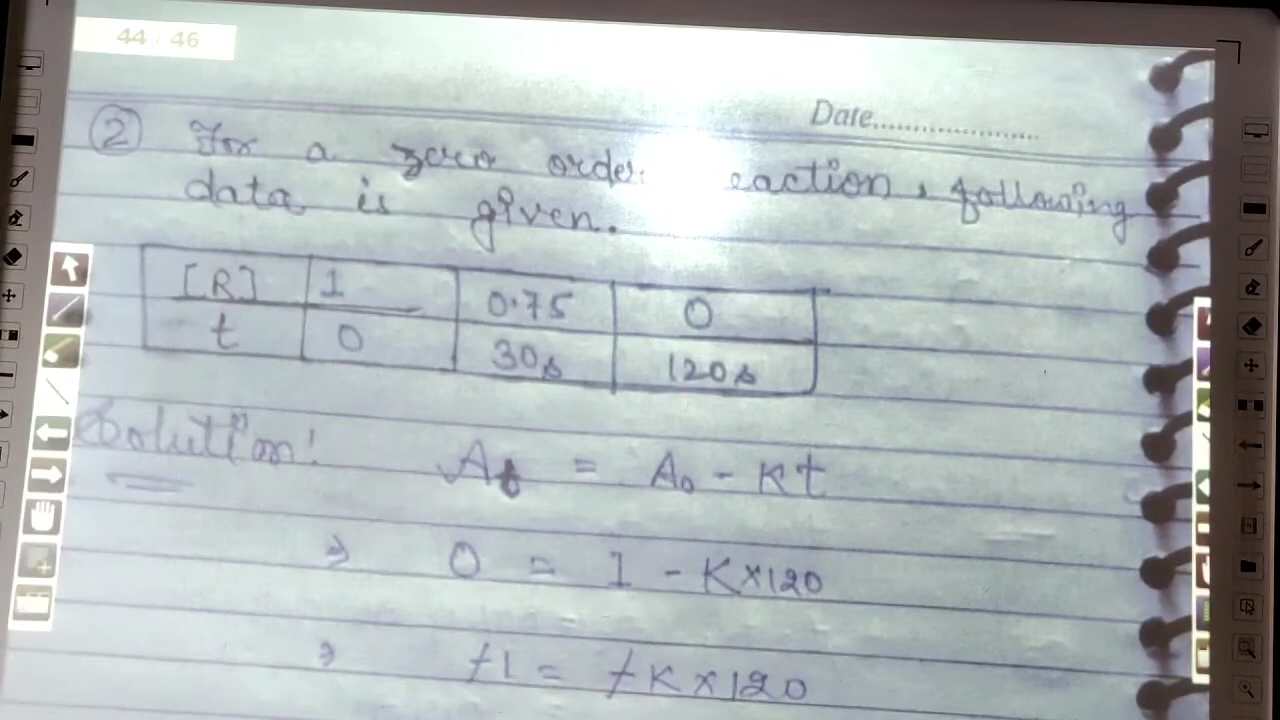 44 46
Date....................
② For a zero order eaction, following
data is given.
[R] 1 0.75 0
t 0 30s 120s
Solution:
At = A₀ - Kt
⇒ 0 = 1 - K×120
⇒ -1 = -K×120